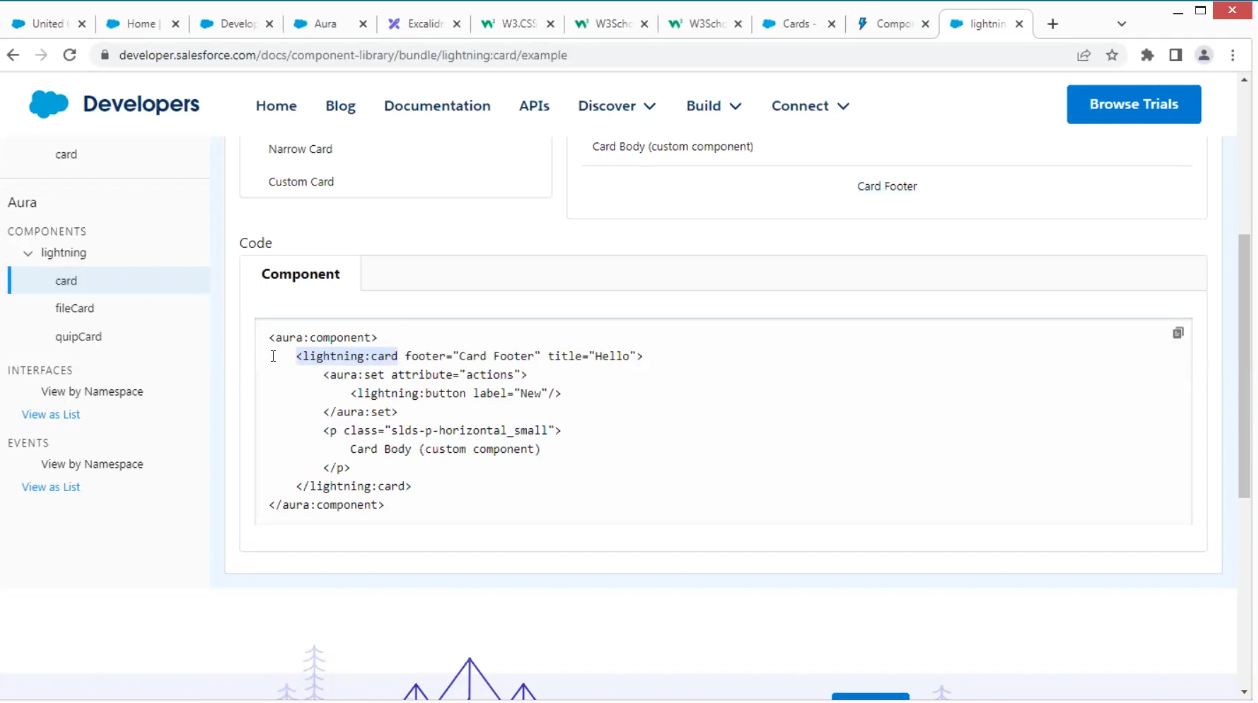 United
Home |
Develop
Aura
Excalidr
W3.CSS
W3Scho
W3Scho
Cards -
Compo
lightnin
developer.salesforce.com/docs/component-library/bundle/lightning:card/example
Developers
Home
Blog
Documentation
APIs
Discover
Build
Connect
Browse Trials
card
Aura
COMPONENTS
lightning
card
fileCard
quipCard
INTERFACES
View by Namespace
View as List
EVENTS
View by Namespace
View as List
Narrow Card
Custom Card
Card Body (custom component)
Card Footer
Code
Component
<aura:component>
<lightning:card footer="Card Footer" title="Hello">
<aura:set attribute="actions">
<lightning:button label="New"/>
</aura:set>
<p class="slds-p-horizontal_small">
Card Body (custom component)
</p>
</lightning:card>
</aura:component>